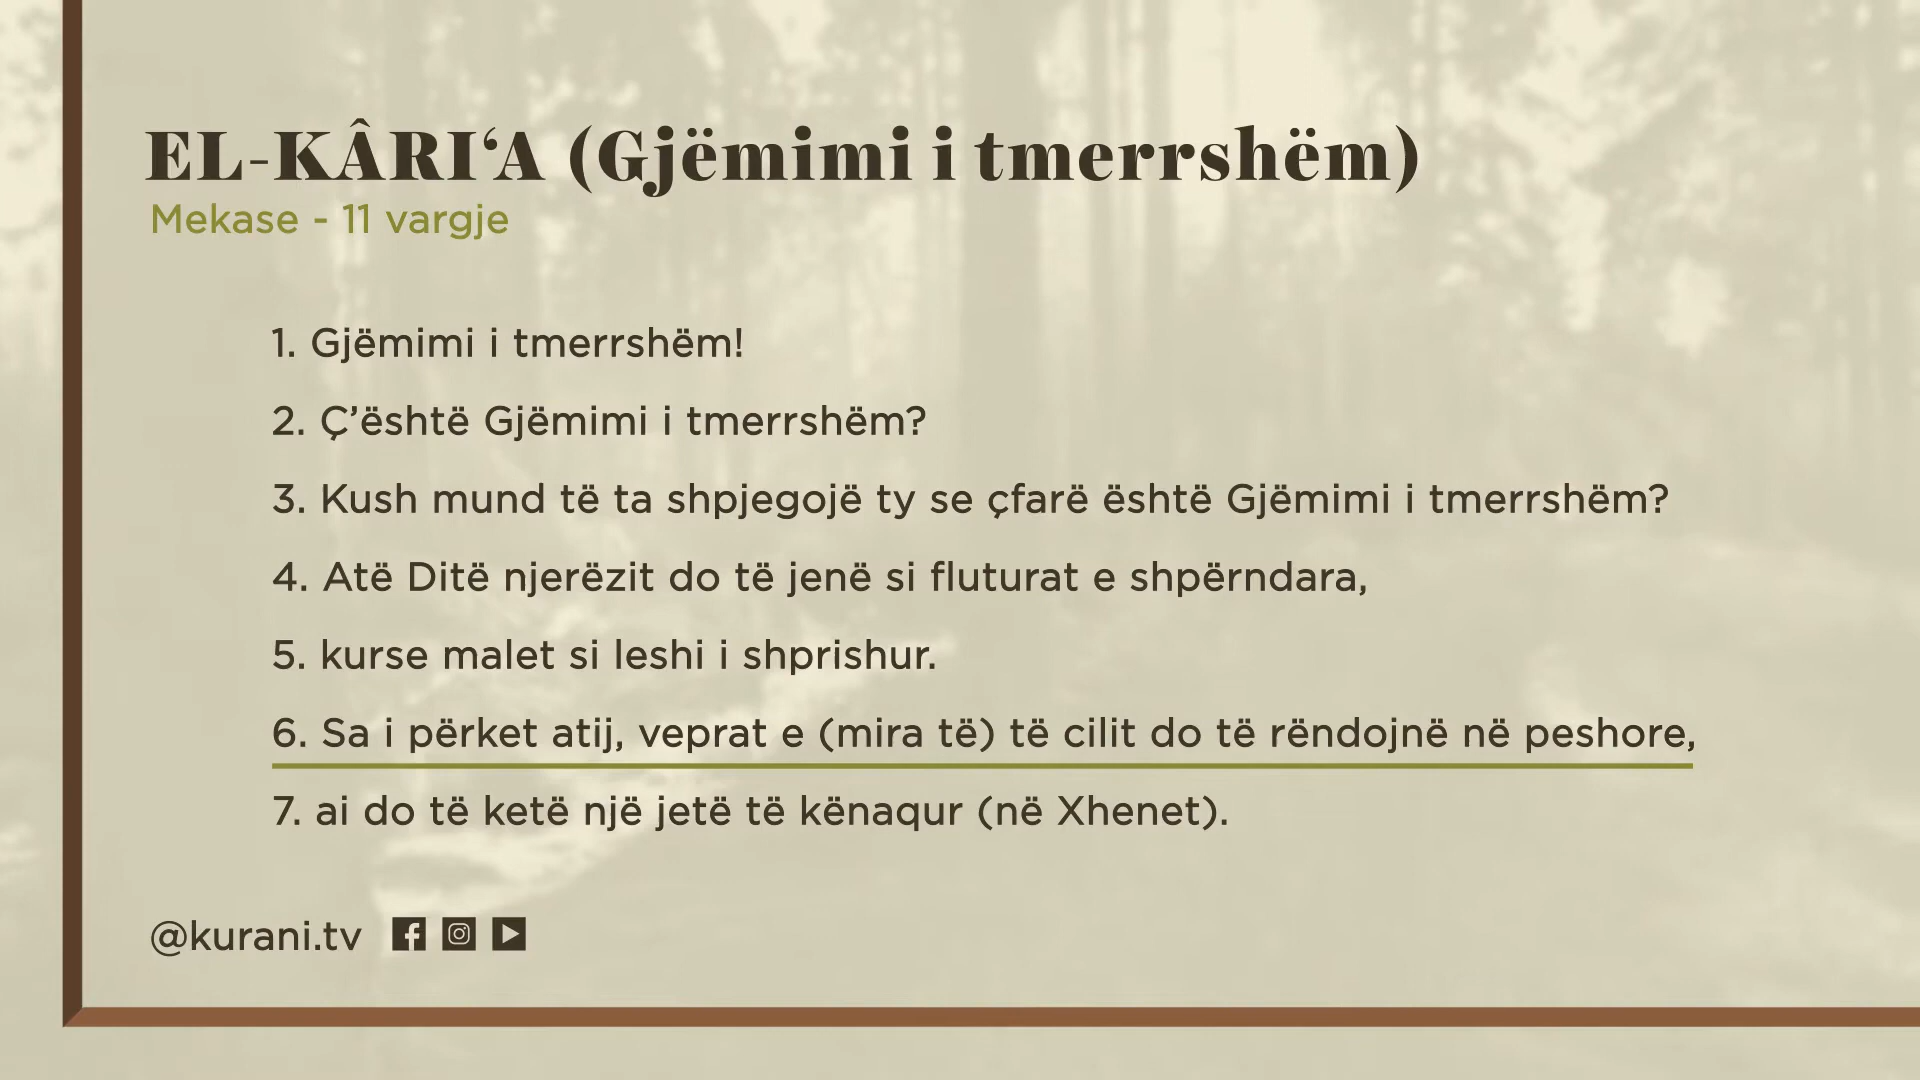 EL-KÂRI‘A (Gjëmimi i tmerrshëm)
Mekase - 11 vargje
1. Gjëmimi i tmerrshëm!
2. Ç’është Gjëmimi i tmerrshëm?
3. Kush mund të ta shpjegojë ty se çfarë është Gjëmimi i tmerrshëm?
4. Atë Ditë njerëzit do të jenë si fluturat e shpërndara,
5. kurse malet si leshi i shprishur.
6. Sa i përket atij, veprat e (mira të) të cilit do të rëndojnë në peshore,
7. ai do të ketë një jetë të kënaqur (në Xhenet).
@kurani.tv